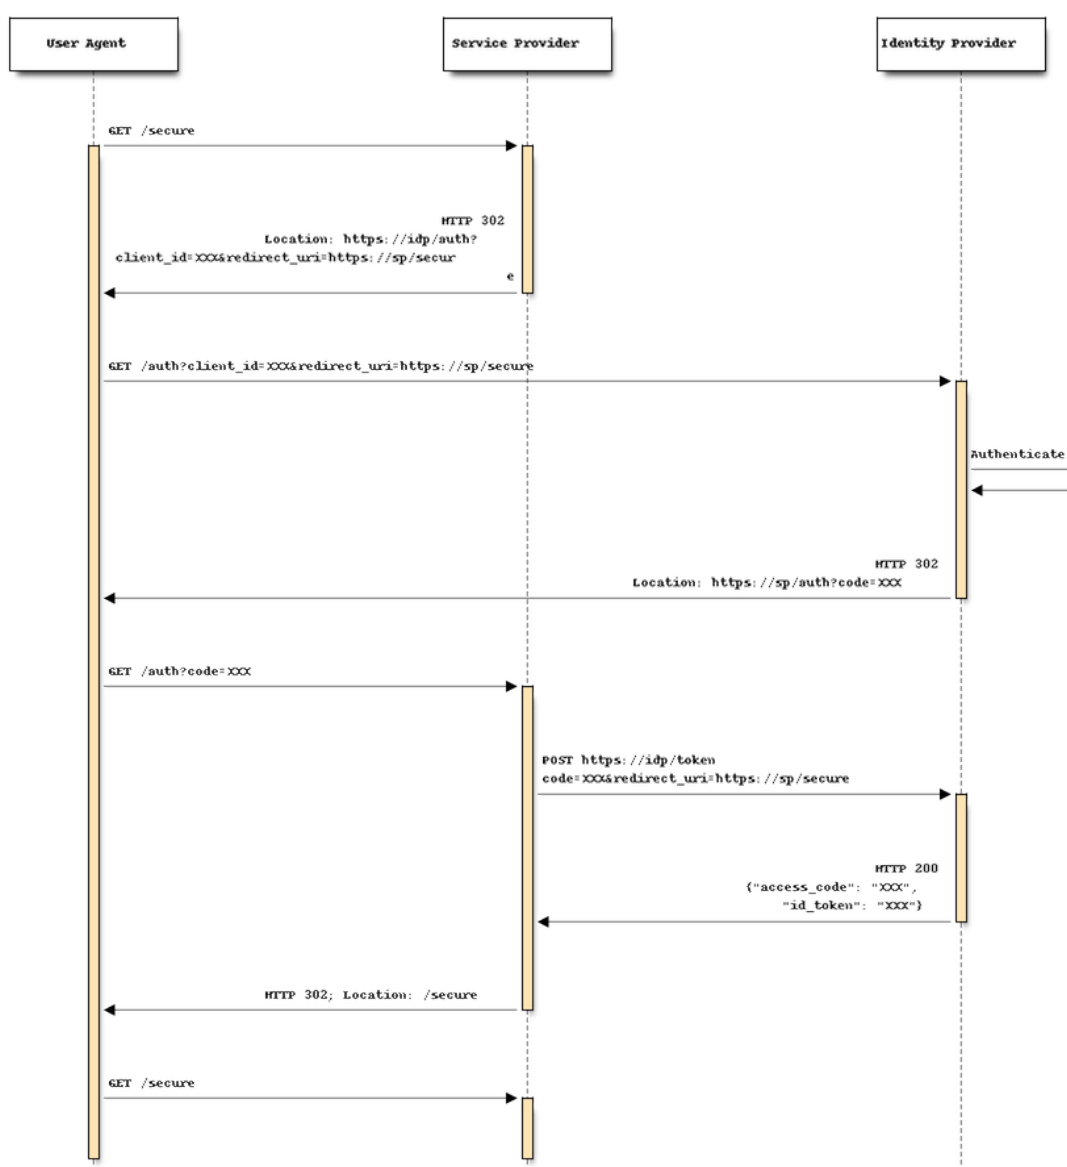 User Agent
Service Provider
Identity Provider
GET /secure
HTTP 302
Location: https://idp/auth?
client_id=XXX&redirect_uri=https://sp/secur
e
GET /auth?client_id=XXX&redirect_uri=https://sp/secure
Authenticate
HTTP 302
Location: https://sp/auth?code=XXX
GET /auth?code=XXX
POST https://idp/token
code=XXX&redirect_uri=https://sp/secure
HTTP 200
{"access_code": "XXX",
"id_token": "XXX"}
HTTP 302; Location: /secure
GET /secure